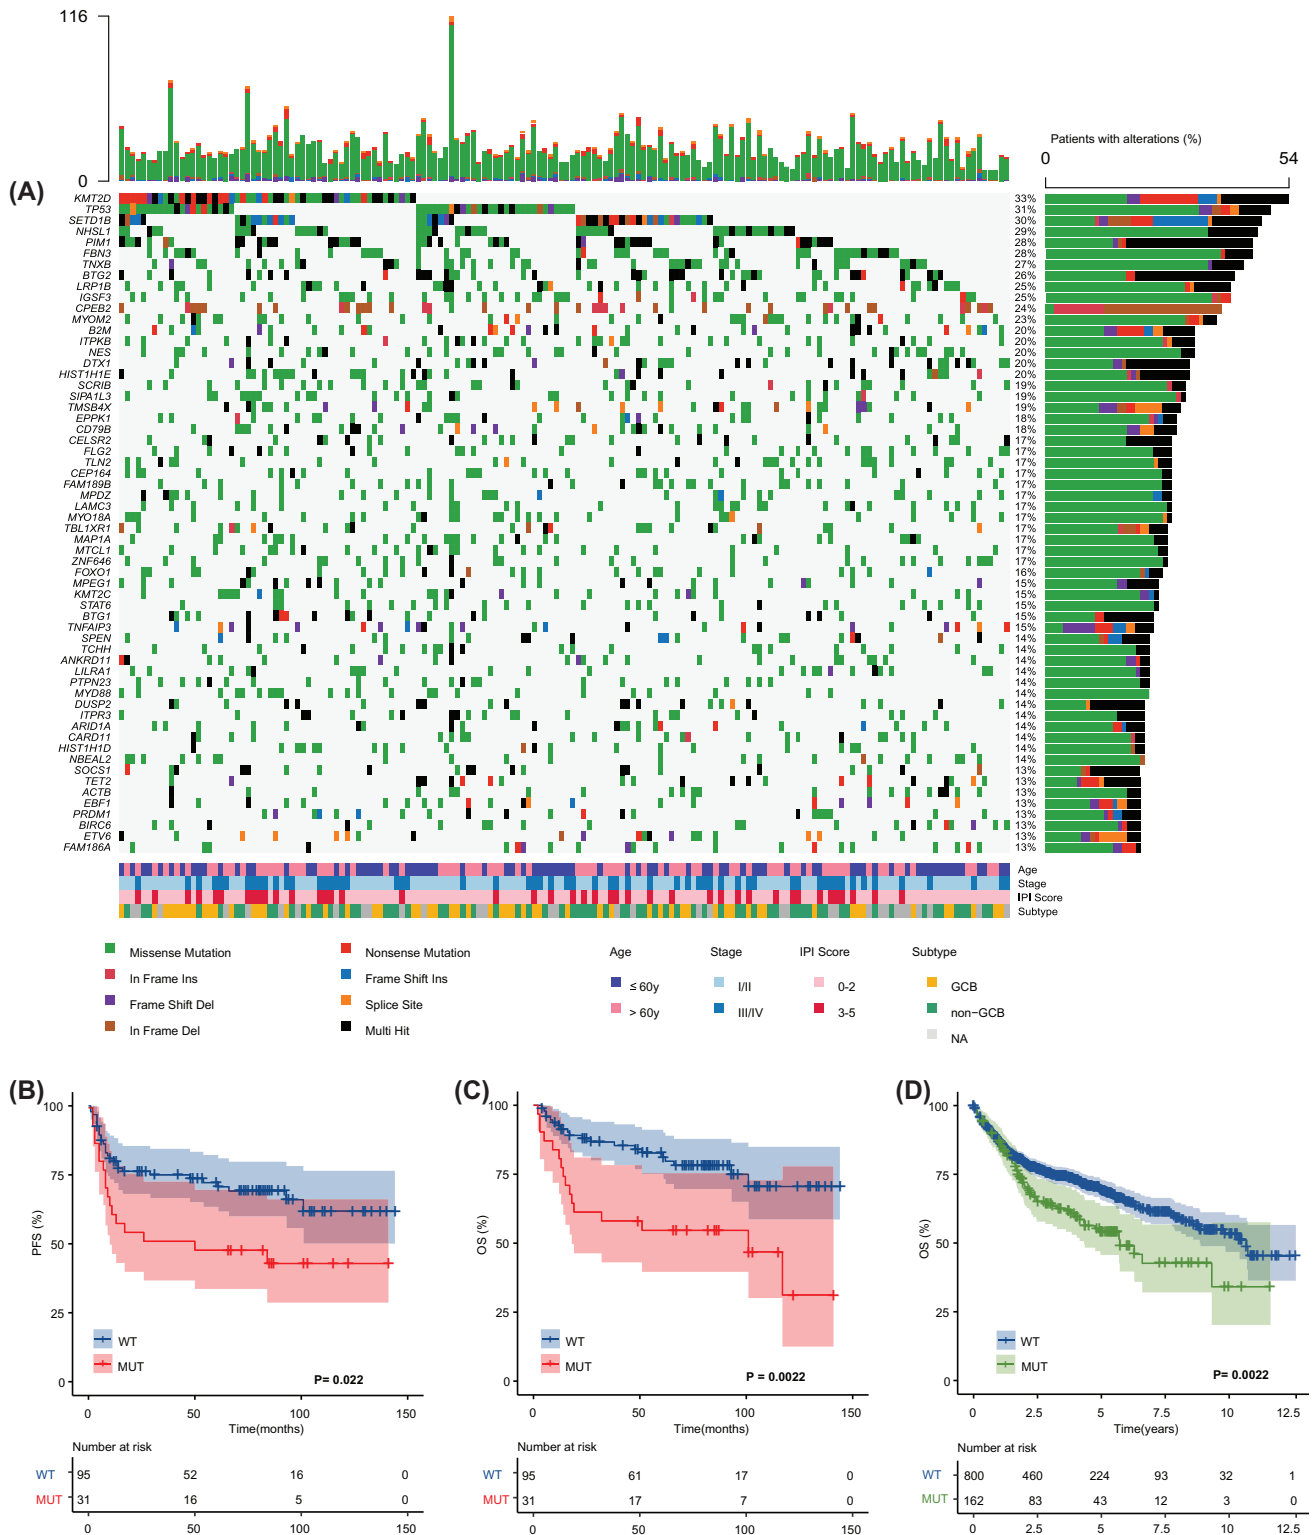 116
0
Patients with alterations (%)
0 54
(A)
KMT2D 33%
TP53 31%
SETD1B 30%
NHSL1 29%
PIM1 28%
FBN3 28%
TNXB 27%
BTG2 26%
LRP1B 25%
IGSF3 25%
CPEB2 24%
MYOM2 23%
B2M 20%
ITPKB 20%
NES 20%
DTX1 20%
HIST1H1E 20%
SCRIB 19%
SIPA1L3 19%
TMSB4X 19%
EPPK1 18%
CD79B 18%
CELSR2 17%
FLG2 17%
TLN2 17%
CEP164 17%
FAM189B 17%
MPDZ 17%
LAMC3 17%
MYO18A 17%
TBL1XR1 17%
MAP1A 17%
MTCL1 17%
ZNF646 17%
FOXO1 16%
MPEG1 15%
KMT2C 15%
STAT6 15%
BTG1 15%
TNFAIP3 15%
SPEN 14%
TCHH 14%
ANKRD11 14%
LILRA1 14%
PTPN23 14%
MYD88 14%
DUSP2 14%
ITPR3 14%
ARID1A 14%
CARD11 14%
HIST1H1D 14%
NBEAL2 14%
SOCS1 13%
TET2 13%
ACTB 13%
EBF1 13%
PRDM1 13%
BIRC6 13%
ETV6 13%
FAM186A 13%
Age
Stage
IPI Score
Subtype
Missense Mutation Nonsense Mutation Age Stage IPI Score Subtype
In Frame Ins Frame Shift Ins ≤ 60y I/II 0-2 GCB
Frame Shift Del Splice Site > 60y III/IV 3-5 non−GCB
In Frame Del Multi Hit NA
(B)
100
75
50
25
0
PFS (%)
WT
MUT
P= 0.022
0 50 100 150
Time(months)
Number at risk
WT 95 52 16 0
MUT 31 16 5 0
0 50 100 150
(C)
100
75
50
25
0
OS (%)
WT
MUT
P = 0.0022
0 50 100 150
Time(months)
Number at risk
WT 95 61 17 0
MUT 31 17 7 0
0 50 100 150
(D)
100
75
50
25
0
OS (%)
WT
MUT
P= 0.0022
0 2.5 5 7.5 10 12.5
Time(years)
Number at risk
WT 800 460 224 93 32 1
MUT 162 83 43 12 3 0
0 2.5 5 7.5 10 12.5